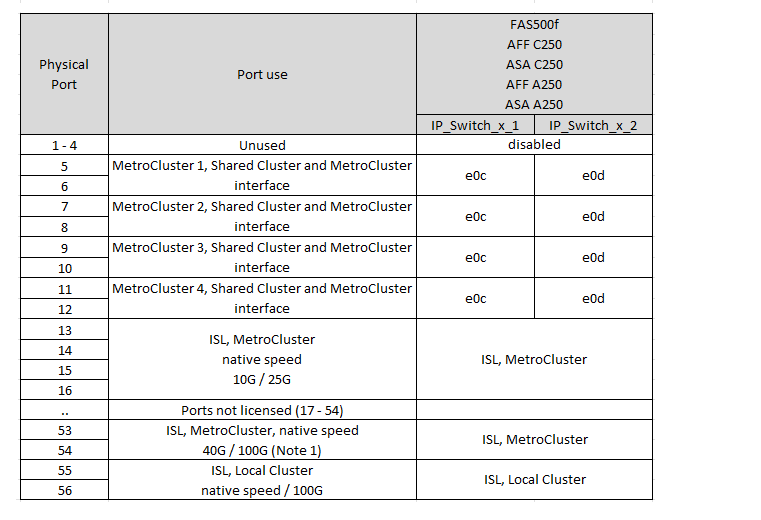 Physical Port
Port use
FAS500f
AFF C250
ASA C250
AFF A250
ASA A250
IP_Switch_x_1
IP_Switch_x_2
1 - 4
Unused
disabled
5
6
MetroCluster 1, Shared Cluster and MetroCluster
interface
e0c
e0d
7
8
MetroCluster 2, Shared Cluster and MetroCluster
interface
e0c
e0d
9
10
MetroCluster 3, Shared Cluster and MetroCluster
interface
e0c
e0d
11
12
MetroCluster 4, Shared Cluster and MetroCluster
interface
e0c
e0d
13
14
15
16
ISL, MetroCluster
native speed
10G / 25G
ISL, MetroCluster
..
Ports not licensed (17 - 54)
53
54
ISL, MetroCluster, native speed
40G / 100G (Note 1)
ISL, MetroCluster
55
56
ISL, Local Cluster
native speed / 100G
ISL, Local Cluster